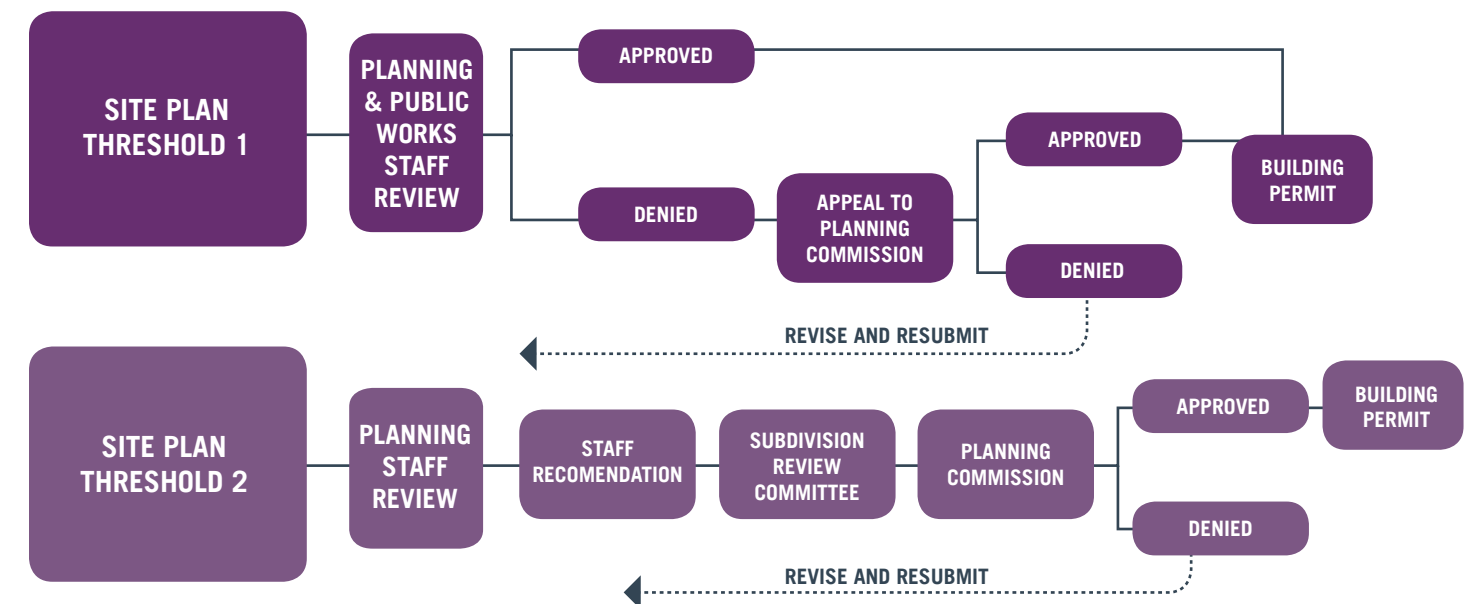 SITE PLAN
THRESHOLD 1
PLANNING
& PUBLIC
WORKS
STAFF
REVIEW
APPROVED
DENIED
APPEAL TO
PLANNING
COMMISSION
APPROVED
DENIED
BUILDING
PERMIT
REVISE AND RESUBMIT
SITE PLAN
THRESHOLD 2
PLANNING
STAFF
REVIEW
STAFF
RECOMENDATION
SUBDIVISION
REVIEW
COMMITTEE
PLANNING
COMMISSION
APPROVED
BUILDING
PERMIT
DENIED
REVISE AND RESUBMIT